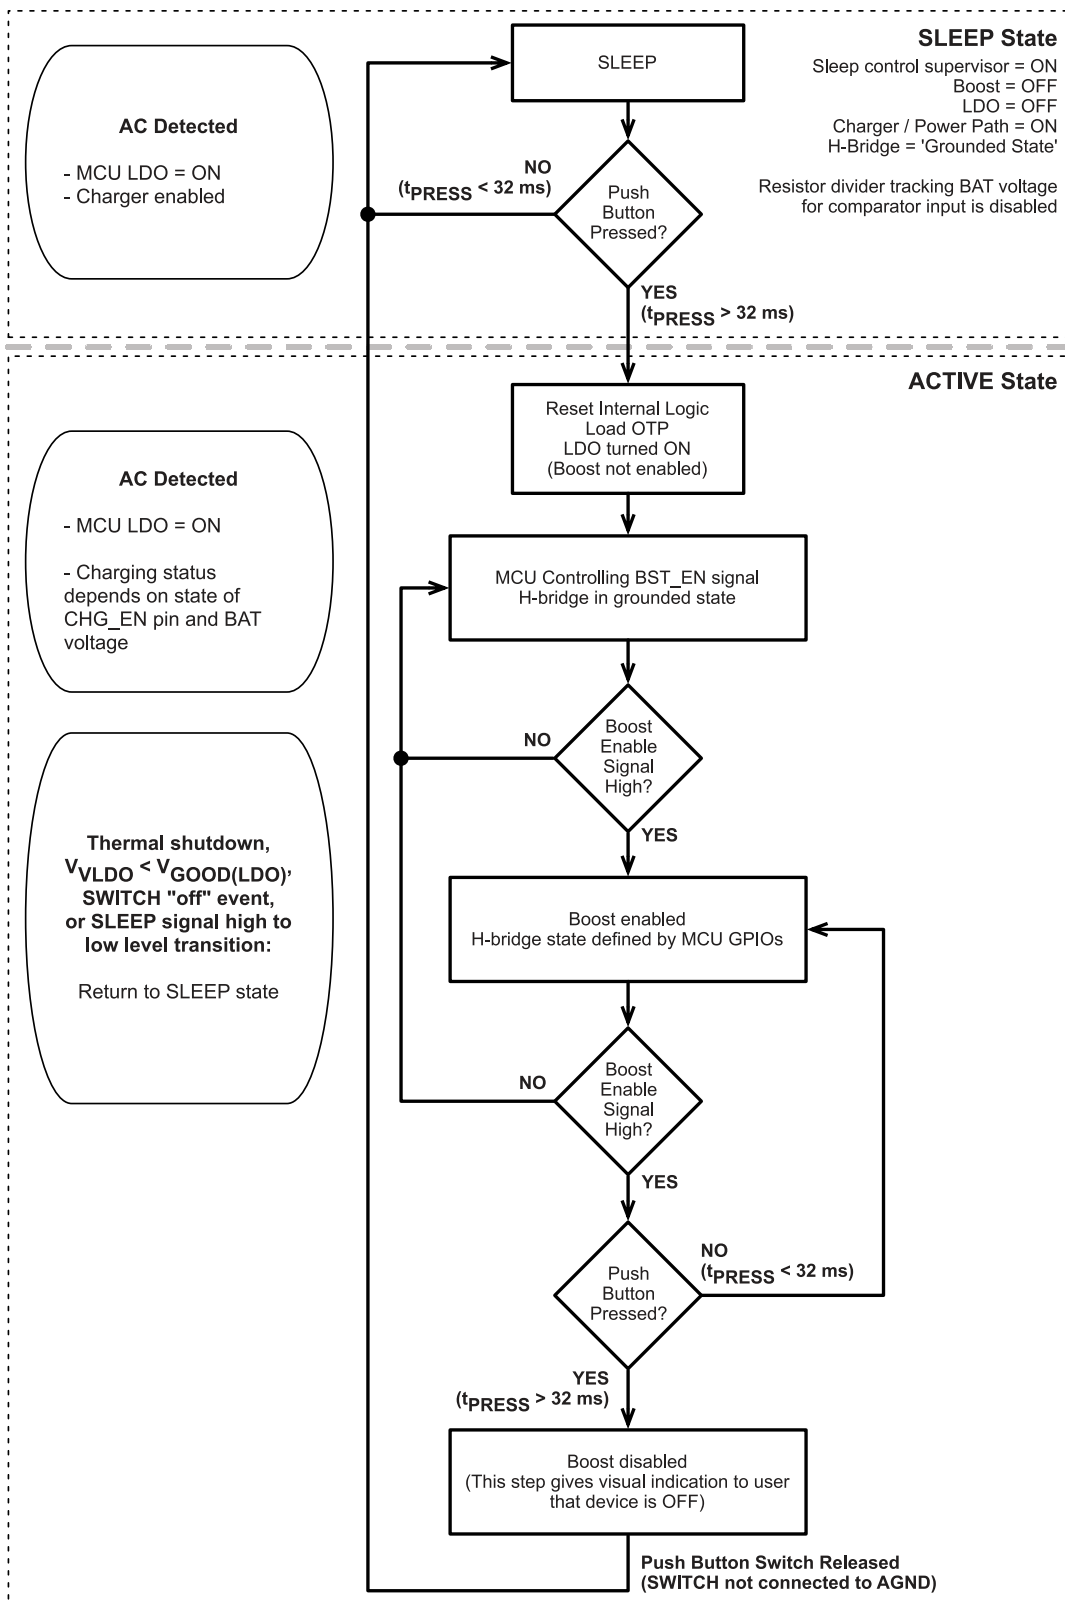 SLEEP State
Sleep control supervisor = ON
Boost = OFF
LDO = OFF
Charger / Power Path = ON
H-Bridge = 'Grounded State'
Resistor divider tracking BAT voltage
for comparator input is disabled
AC Detected
- MCU LDO = ON
- Charger enabled
SLEEP
NO
(tPRESS < 32 ms)
Push
Button
Pressed?
YES
(tPRESS > 32 ms)
ACTIVE State
Reset Internal Logic
Load OTP
LDO turned ON
(Boost not enabled)
AC Detected
- MCU LDO = ON
- Charging status
depends on state of
CHG_EN pin and BAT
voltage
MCU Controlling BST_EN signal
H-bridge in grounded state
NO
Boost
Enable
Signal
High?
YES
Thermal shutdown,
VVLDO < VGOOD(LDO),
SWITCH "off" event,
or SLEEP signal high to
low level transition:
Return to SLEEP state
Boost enabled
H-bridge state defined by MCU GPIOs
NO
Boost
Enable
Signal
High?
YES
Push
Button
Pressed?
NO
(tPRESS < 32 ms)
YES
(tPRESS > 32 ms)
Boost disabled
(This step gives visual indication to user
that device is OFF)
Push Button Switch Released
(SWITCH not connected to AGND)